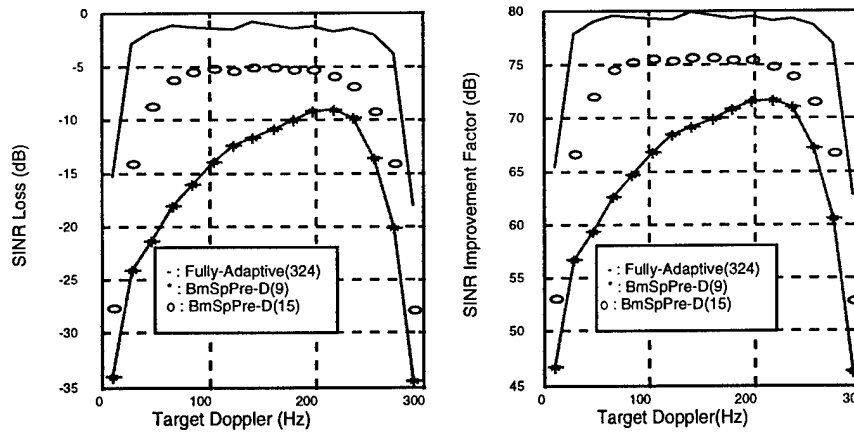 SINR Loss (dB)
0
-5
-10
-15
-20
-25
-30
-35
- : Fully-Adaptive(324)
* : BmSpPre-D(9)
o : BmSpPre-D(15)
0
100
200
300
Target Doppler (Hz)
SINR Improvement Factor (dB)
80
75
70
65
60
55
50
45
- : Fully-Adaptive(324)
* : BmSpPre-D(9)
o : BmSpPre-D(15)
0
100
200
300
Target Doppler(Hz)